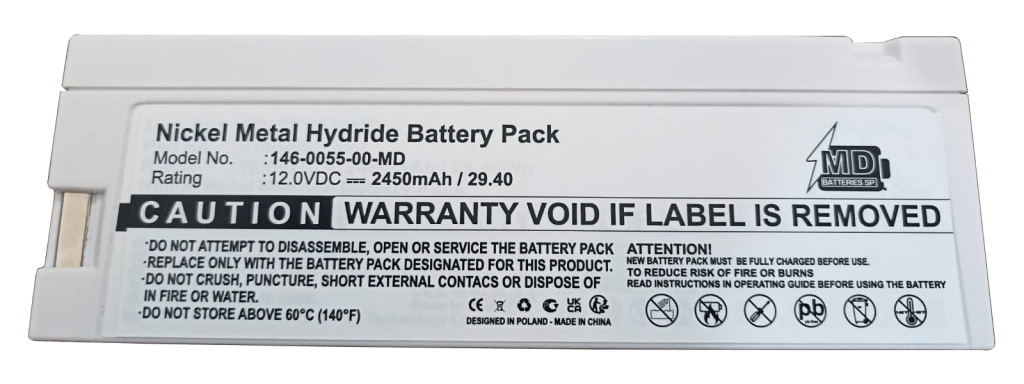 Nickel Metal Hydride Battery Pack
Model No. :146-0055-00-MD
Rating :12.0VDC ⎓ 2450mAh / 29.40
MD
BATTERIES SP
CAUTION WARRANTY VOID IF LABEL IS REMOVED
·DO NOT ATTEMPT TO DISASSEMBLE, OPEN OR SERVICE THE BATTERY PACK
·REPLACE ONLY WITH THE BATTERY PACK DESIGNATED FOR THIS PRODUCT.
·DO NOT CRUSH, PUNCTURE, SHORT EXTERNAL CONTACS OR DISPOSE OF
IN FIRE OR WATER.
·DO NOT STORE ABOVE 60°C (140°F)
ATTENTION!
NEW BATTERY PACK MUST BE FULLY CHARGED BEFORE USING.
TO REDUCE RISK OF FIRE OR BURNS
READ INSTRUCTIONS IN OPERATING GUIDE BEFORE USING THE BATTERY
CE UK CA EAC
DESIGNED IN POLAND - MADE IN CHINA
pb